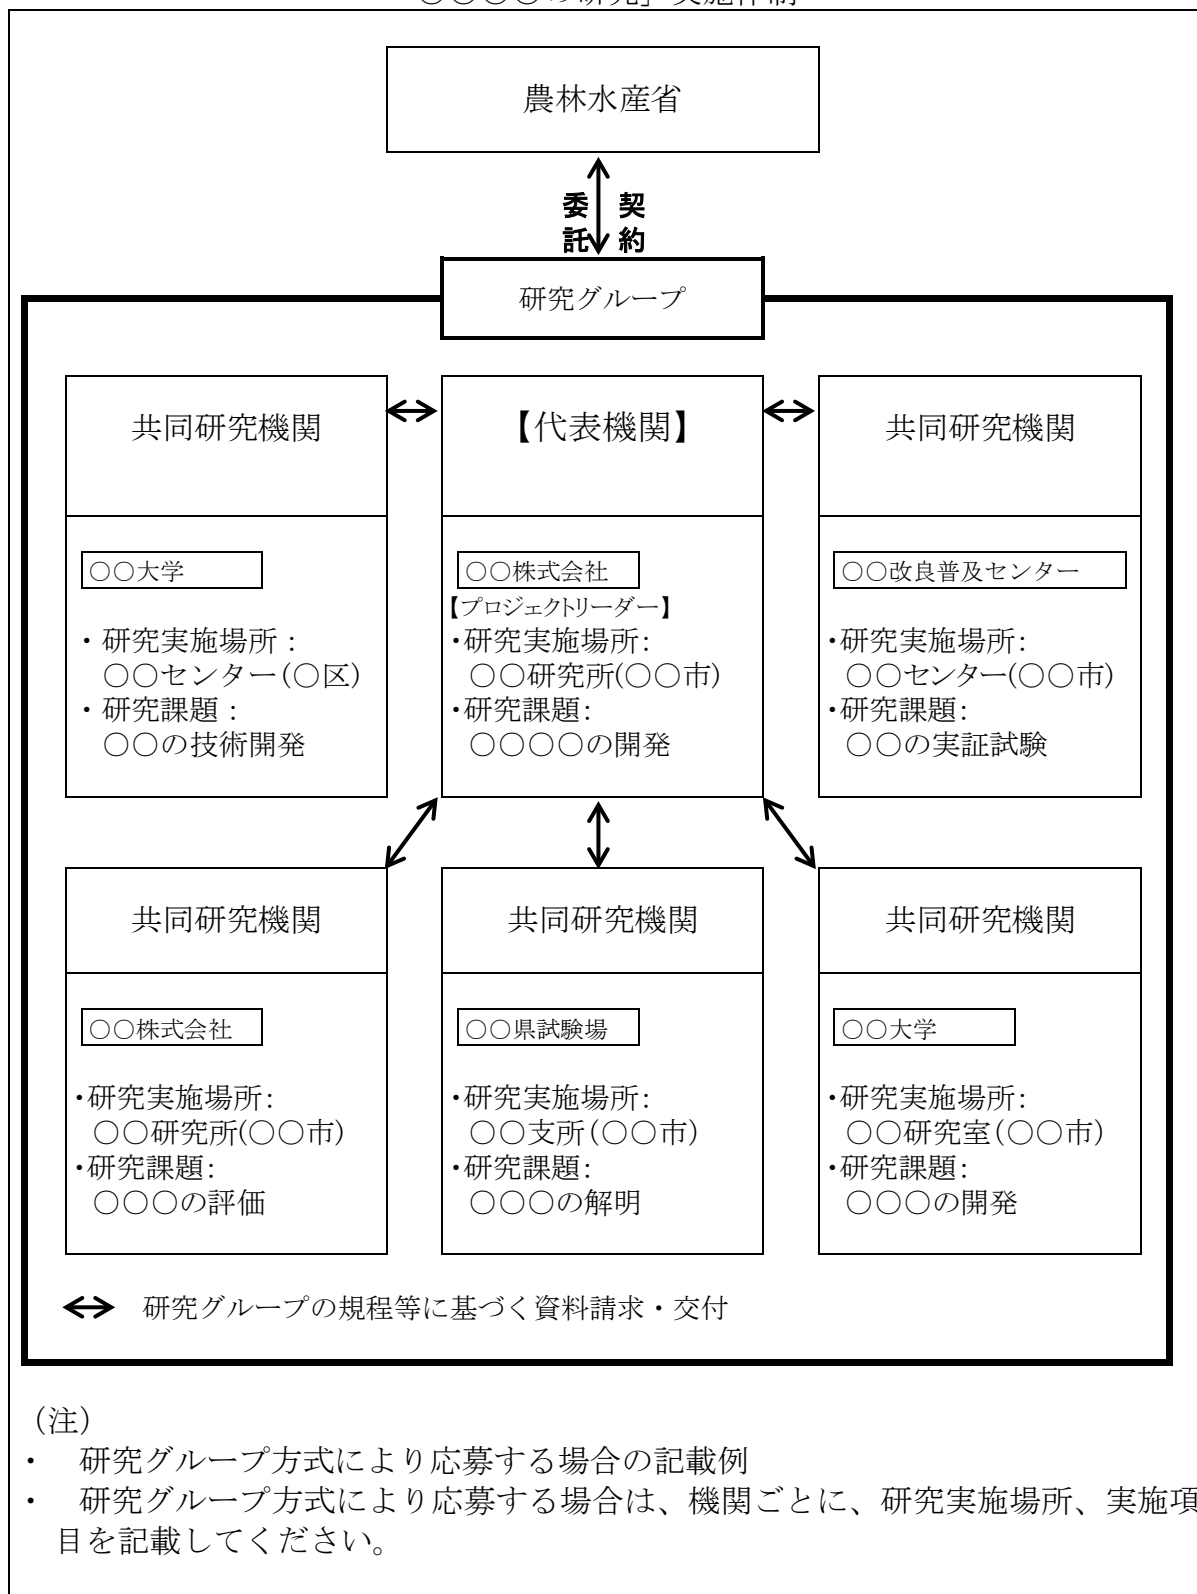 ○○○○の研究」実施体制
農林水産省
委 契
託 約
研究グループ
共同研究機関
○○大学
・ 研究実施場所：
○○センター(○区)
・ 研究課題：
○○の技術開発
【代表機関】
○○株式会社
【プロジェクトリーダー】
・研究実施場所：
○○研究所(○○市)
・研究課題：
○○○○の開発
共同研究機関
○○改良普及センター
・研究実施場所：
○○センター(○○市)
・研究課題：
○○の実証試験
共同研究機関
○○株式会社
・研究実施場所：
○○研究所(○○市)
・研究課題：
○○○の評価
共同研究機関
○○県試験場
・研究実施場所：
○○支所(○○市)
・研究課題：
○○○の解明
共同研究機関
○○大学
・研究実施場所：
○○研究室(○○市)
・研究課題：
○○○の開発
研究グループの規程等に基づく資料請求・交付
（注）
・ 研究グループ方式により応募する場合の記載例
・ 研究グループ方式により応募する場合は、機関ごとに、研究実施場所、実施項
目を記載してください。